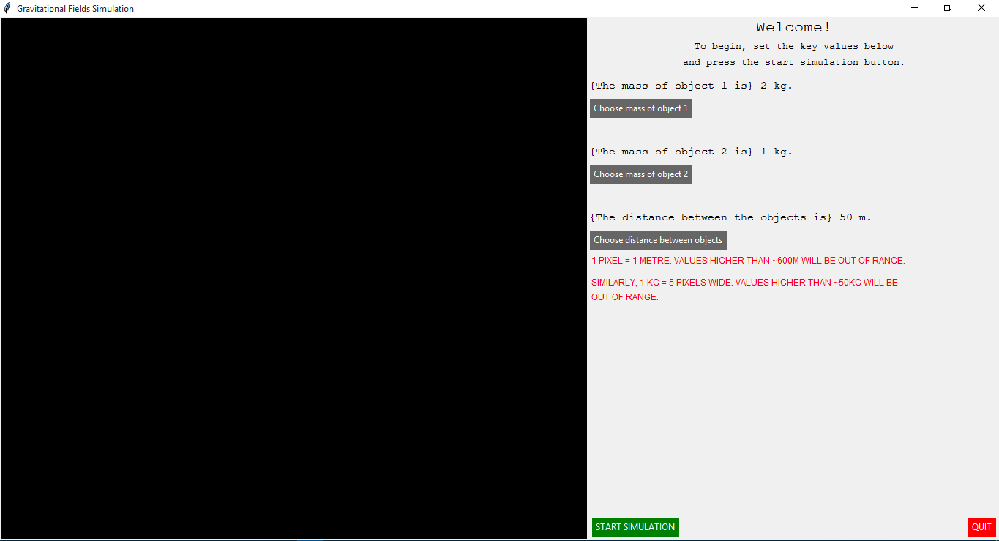 Gravitational Fields Simulation
Welcome!
To begin, set the key values below
and press the start simulation button.
{The mass of object 1 is} 2 kg.
Choose mass of object 1
{The mass of object 2 is} 1 kg.
Choose mass of object 2
{The distance between the objects is} 50 m.
Choose distance between objects
1 PIXEL = 1 METRE. VALUES HIGHER THAN ~600M WILL BE OUT OF RANGE.
SIMILARLY, 1 KG = 5 PIXELS WIDE. VALUES HIGHER THAN ~50KG WILL BE
OUT OF RANGE.
START SIMULATION
QUIT